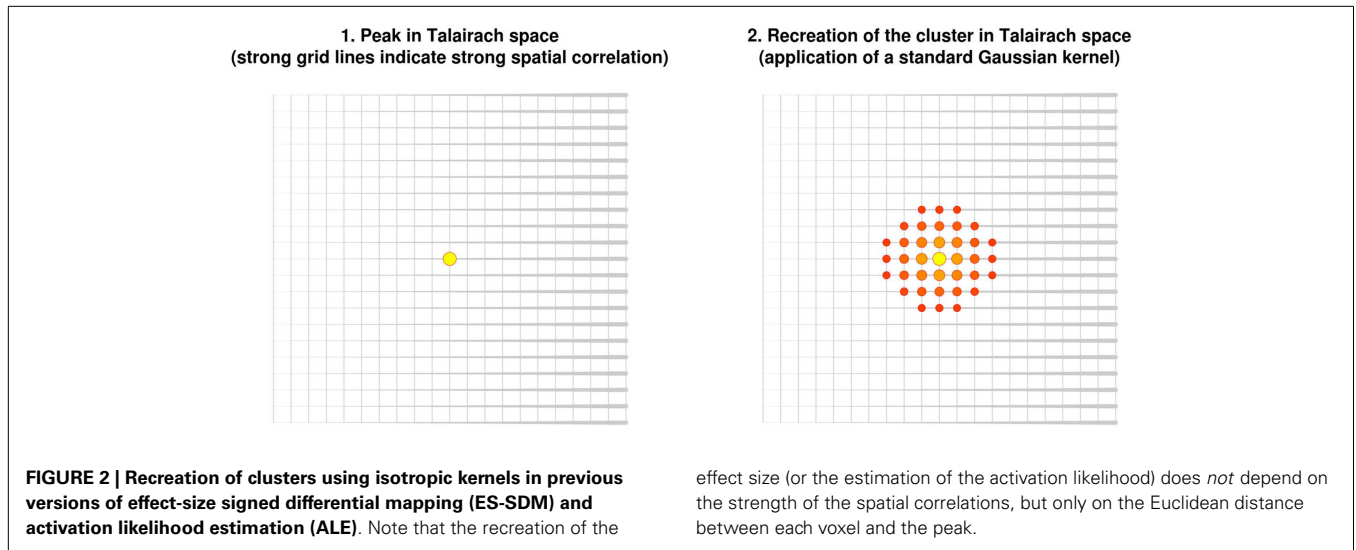 1. Peak in Talairach space
(strong grid lines indicate strong spatial correlation)
2. Recreation of the cluster in Talairach space
(application of a standard Gaussian kernel)
FIGURE 2 | Recreation of clusters using isotropic kernels in previous
versions of effect-size signed differential mapping (ES-SDM) and
activation likelihood estimation (ALE). Note that the recreation of the
effect size (or the estimation of the activation likelihood) does not depend on
the strength of the spatial correlations, but only on the Euclidean distance
between each voxel and the peak.